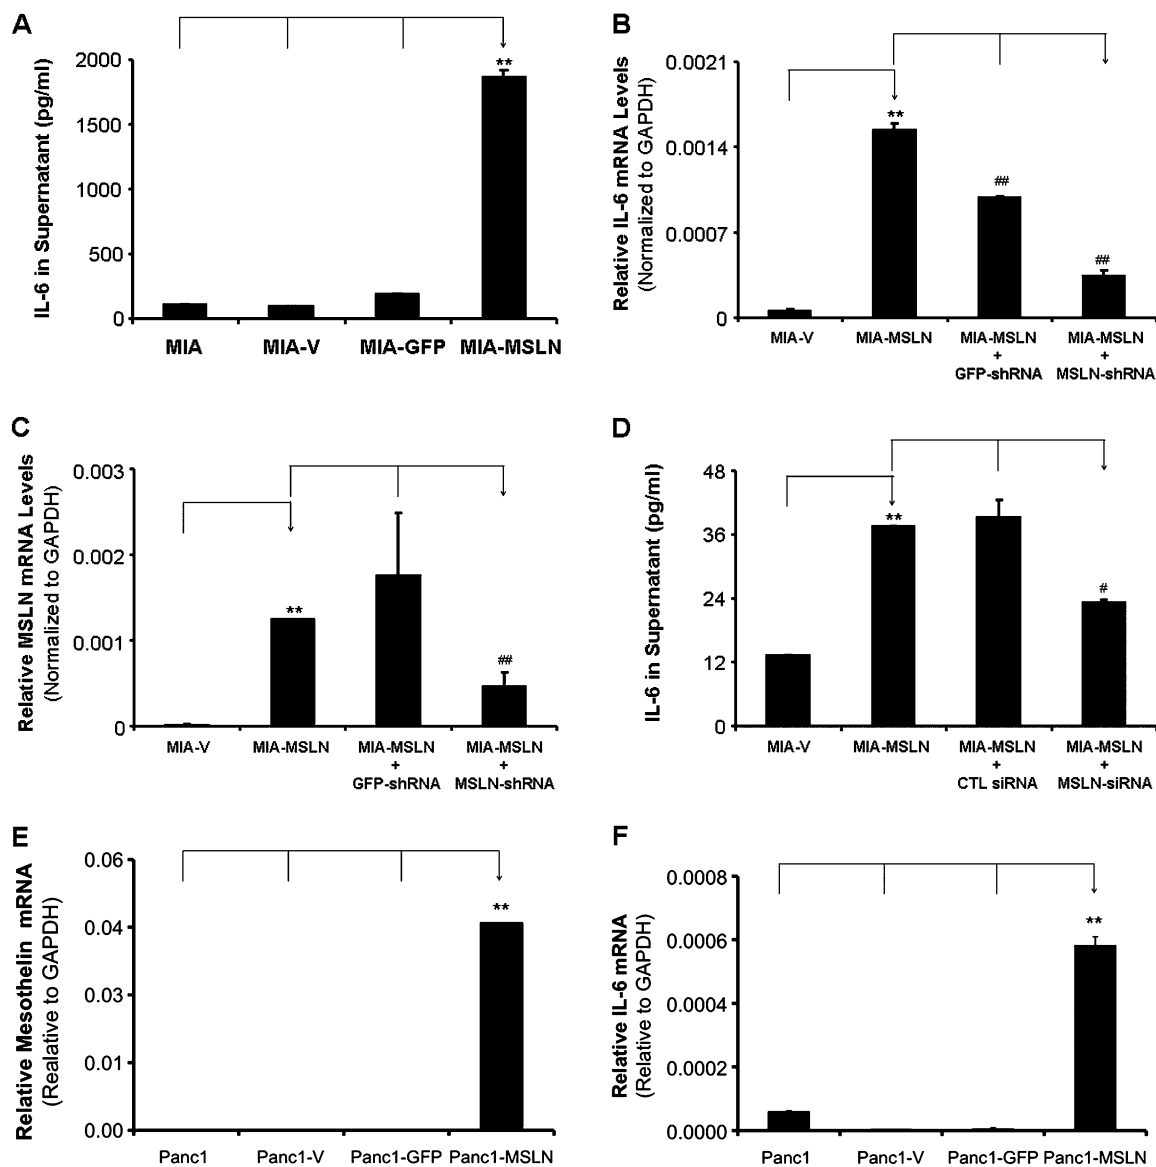 A
IL-6 in Supernatant (pg/ml)
2000
1500
1000
500
0
**
MIA MIA-V MIA-GFP MIA-MSLN
B
Relative IL-6 mRNA Levels
(Normalized to GAPDH)
0.0021
0.0014
0.0007
0
**
##
##
MIA-V MIA-MSLN MIA-MSLN MIA-MSLN
+ +
GFP-shRNA MSLN-shRNA
C
Relative MSLN mRNA Levels
(Normalized to GAPDH)
0.003
0.002
0.001
0
**
##
MIA-V MIA-MSLN MIA-MSLN MIA-MSLN
+ +
GFP-shRNA MSLN-shRNA
D
IL-6 in Supernatant (pg/ml)
48
36
24
12
0
**
#
MIA-V MIA-MSLN MIA-MSLN MIA-MSLN
+ +
CTL siRNA MSLN-siRNA
E
Relative Mesothelin mRNA
(Realative to GAPDH)
0.06
0.04
0.03
0.01
0.00
**
Panc1 Panc1-V Panc1-GFP Panc1-MSLN
F
Relative IL-6 mRNA
(Relative to GAPDH)
0.0008
0.0006
0.0004
0.0002
0.0000
**
Panc1 Panc1-V Panc1-GFP Panc1-MSLN